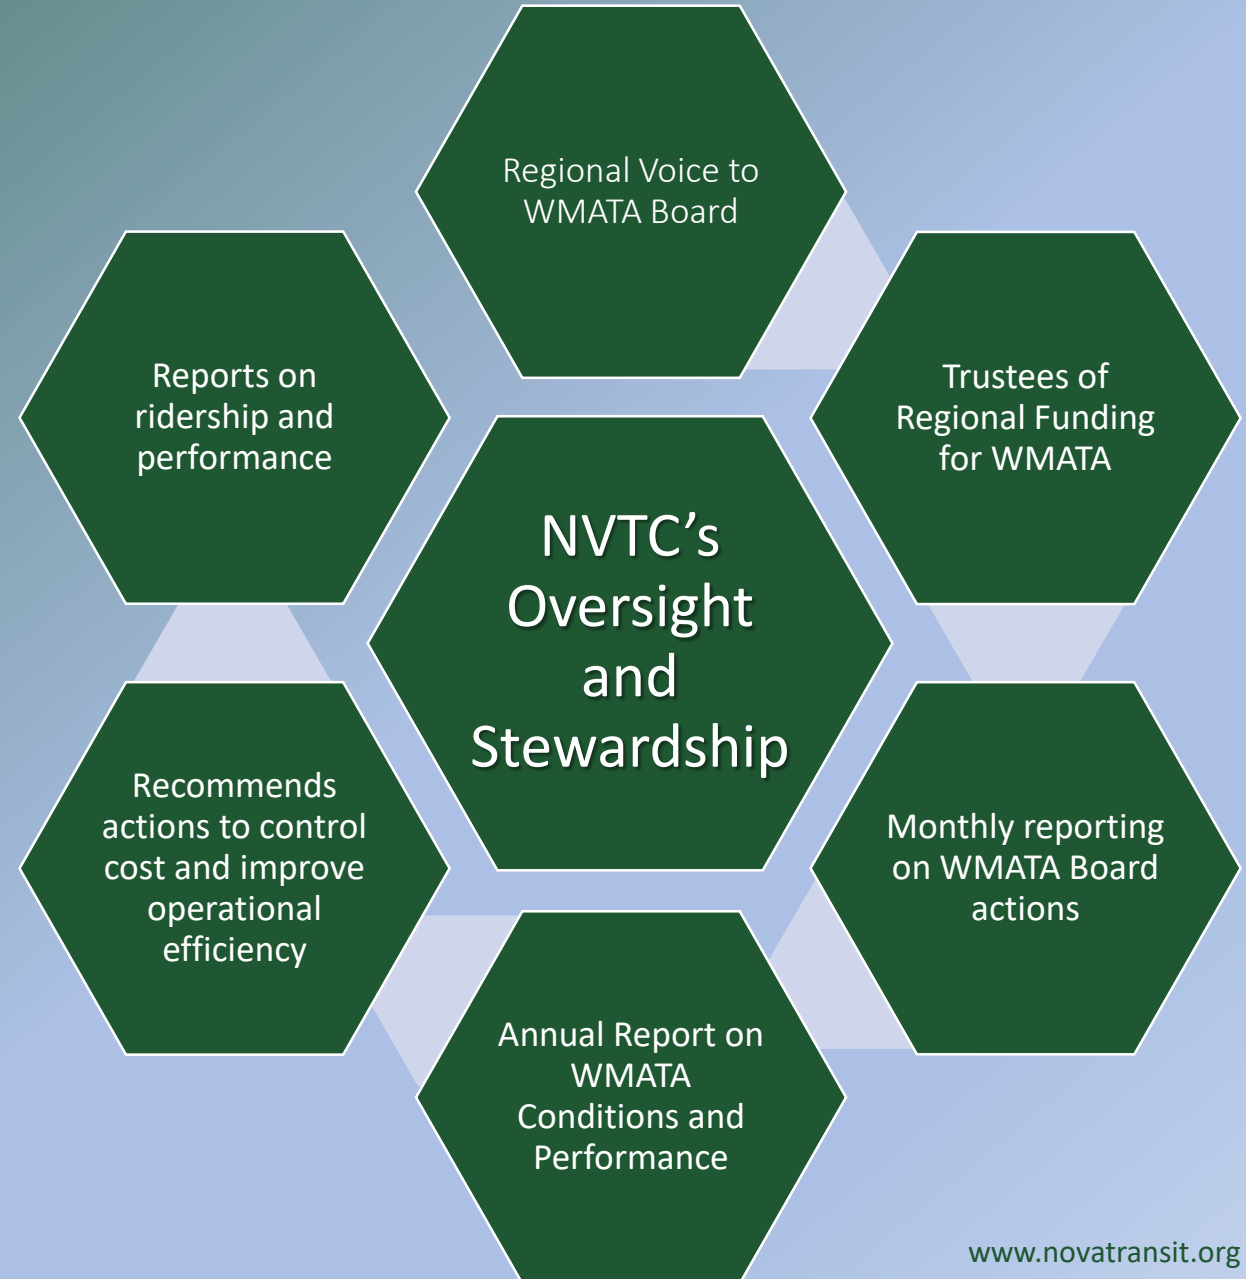 Regional Voice to
WMATA Board
Trustees of
Regional Funding
for WMATA
Monthly reporting
on WMATA Board
actions
Annual Report on
WMATA
Conditions and
Performance
Recommends
actions to control
cost and improve
operational
efficiency
Reports on
ridership and
performance
NVTC’s
Oversight
and
Stewardship
www.novatransit.org